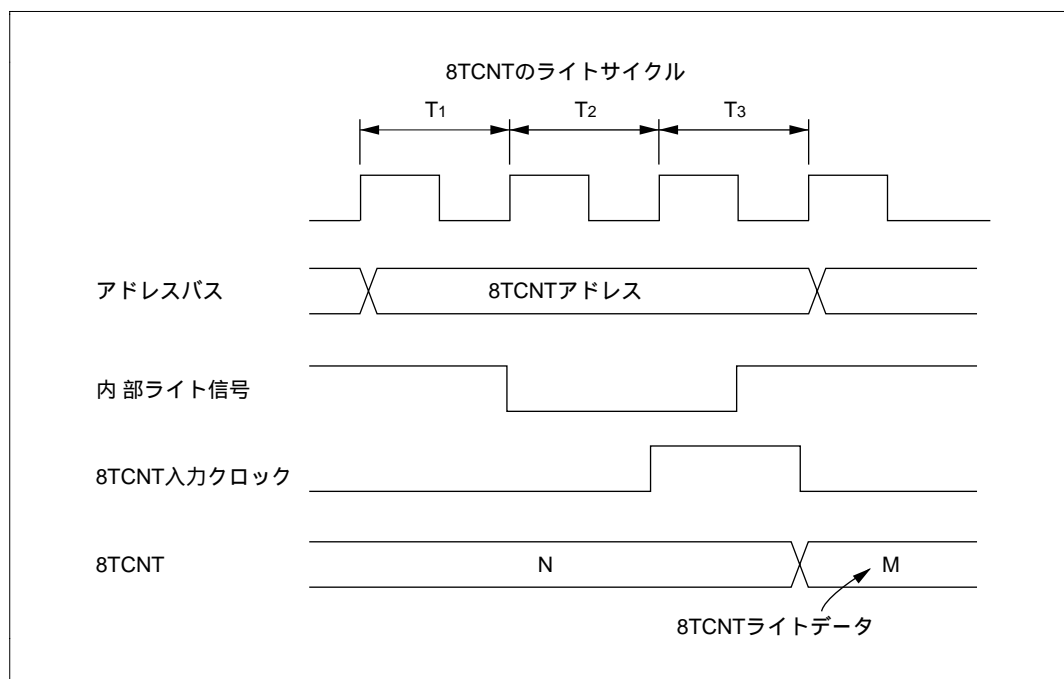 8TCNTのライトサイクル
T1 T2 T3
アドレスバス 8TCNTアドレス
内部ライト信号
8TCNT入力クロック
8TCNT N M
8TCNTライトデータ